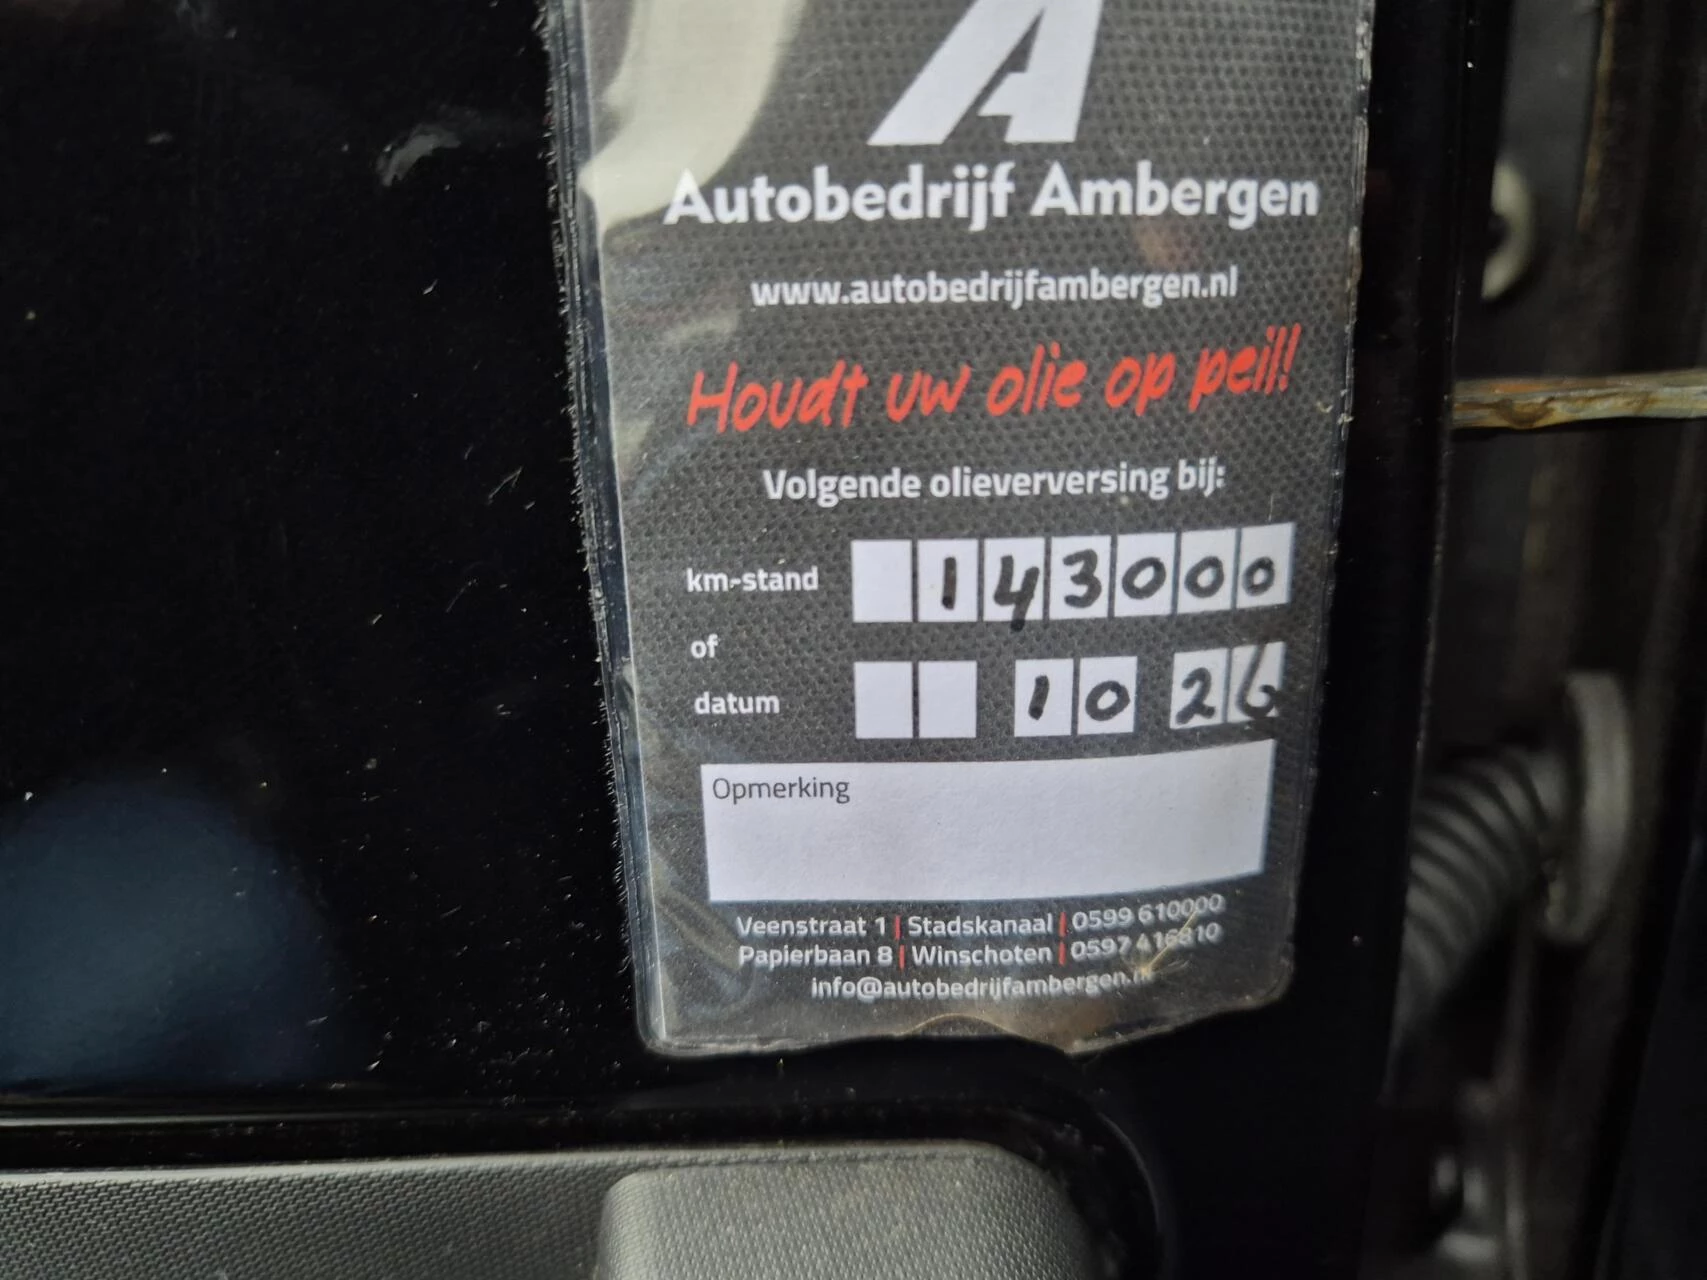 A
Autobedrijf Ambergen
www.autobedrijfambergen.nl
Houdt uw olie op peil!
Volgende olieverversing bij:
km-stand 143000
of
datum 10 26
Opmerking
Veenstraat 1 | Stadskanaal | 0599 610000
Papierbaan 8 | Winschoten | 0597 416810
info@autobedrijfambergen.nl